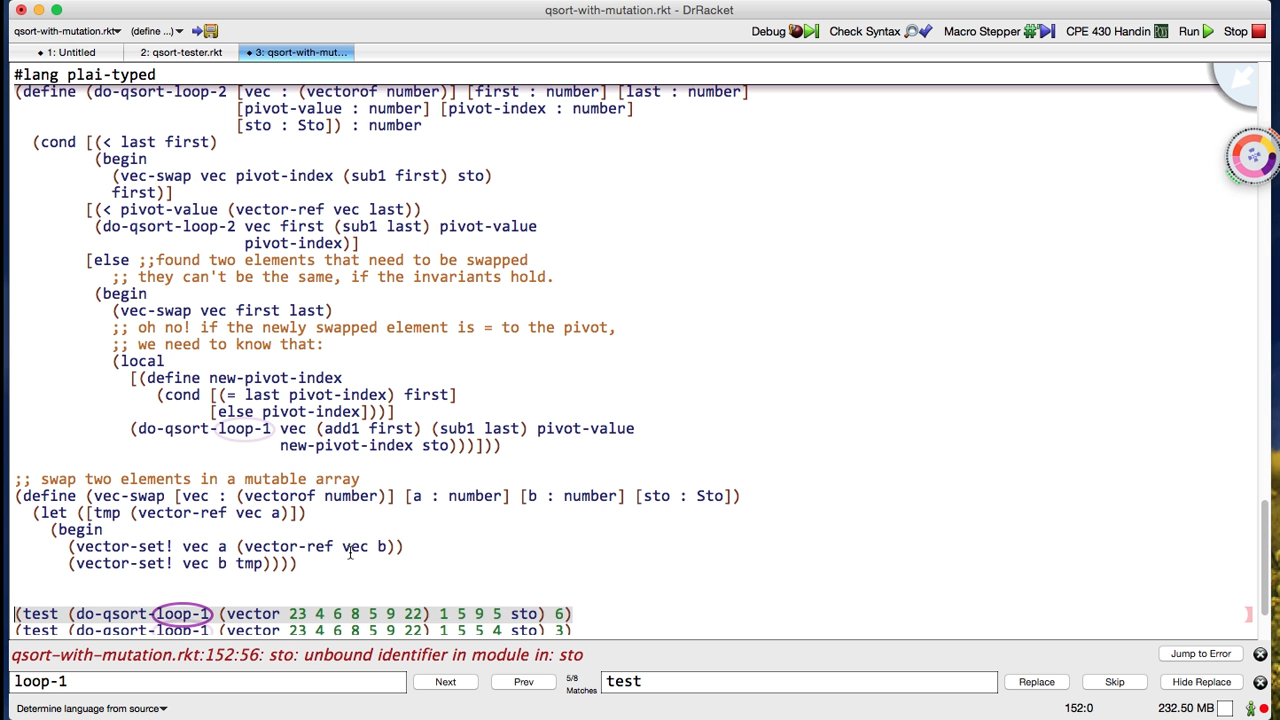 qsort-with-mutation.rkt - DrRacket
qsort-with-mutation.rkt▾ (define ...)▾ Debug Check Syntax Macro Stepper CPE 430 Handin Run Stop
1: Untitled 2: qsort-tester.rkt 3: qsort-with-mut...
#lang plai-typed
(define (do-qsort-loop-2 [vec : (vectorof number)] [first : number] [last : number]
[pivot-value : number] [pivot-index : number]
[sto : Sto]) : number
(cond [(< last first)
(begin
(vec-swap vec pivot-index (sub1 first) sto)
first)]
[(< pivot-value (vector-ref vec last))
(do-qsort-loop-2 vec first (sub1 last) pivot-value
pivot-index)]
[else ;;found two elements that need to be swapped
;; they can't be the same, if the invariants hold.
(begin
(vec-swap vec first last)
;; oh no! if the newly swapped element is = to the pivot,
;; we need to know that:
(local
[(define new-pivot-index
(cond [(= last pivot-index) first]
[else pivot-index]))]
(do-qsort-loop-1 vec (add1 first) (sub1 last) pivot-value
new-pivot-index sto)))]))
;; swap two elements in a mutable array
(define (vec-swap [vec : (vectorof number)] [a : number] [b : number] [sto : Sto])
(let ([tmp (vector-ref vec a)])
(begin
(vector-set! vec a (vector-ref vec b))
(vector-set! vec b tmp))))
(test (do-qsort-loop-1 (vector 23 4 6 8 5 9 22) 1 5 9 5 sto) 6)
(test (do-qsort-loop-1 (vector 23 4 6 8 5 9 22) 1 5 5 4 sto) 3)
qsort-with-mutation.rkt:152:56: sto: unbound identifier in module in: sto
Jump to Error
loop-1 Next Prev 5/8 Matches test Replace Skip Hide Replace
Determine language from source▾ 152:0 232.50 MB